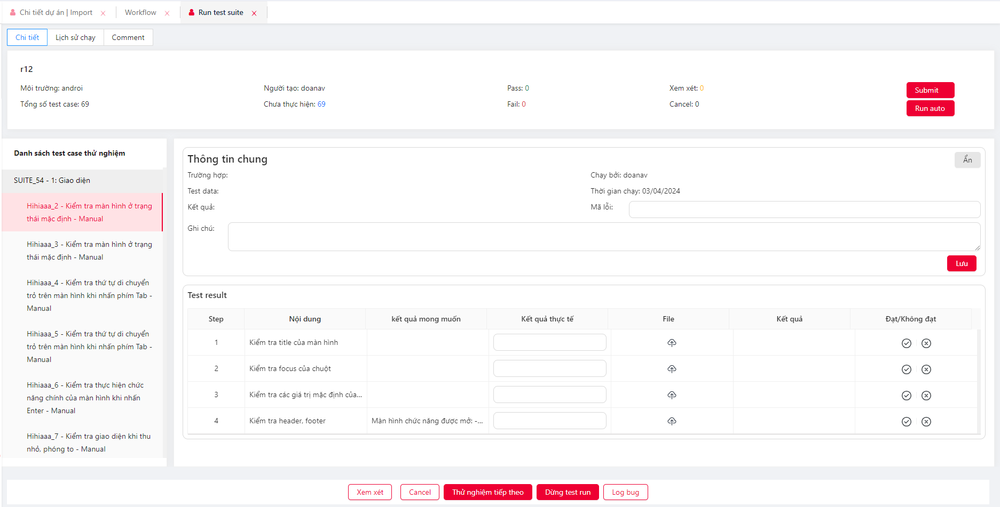 Chi tiết dự án | Import
Workflow
Run test suite
Chi tiết
Lịch sử chạy
Comment
r12
Môi trường: androi
Người tạo: doanav
Pass: 0
Xem xét: 0
Submit
Tổng số test case: 69
Chưa thực hiện: 69
Fail: 0
Cancel: 0
Run auto
Danh sách test case thử nghiệm
SUITE_54 - 1: Giao diện
Hihiaaa_2 - Kiểm tra màn hình ở trạng
thái mặc định - Manual
Hihiaaa_3 - Kiểm tra màn hình ở trạng
thái mặc định - Manual
Hihiaaa_4 - Kiểm tra thứ tự di chuyển
trỏ trên màn hình khi nhấn phím Tab -
Manual
Hihiaaa_5 - Kiểm tra thứ tự di chuyển
trỏ trên màn hình khi nhấn phím Tab -
Manual
Hihiaaa_6 - Kiểm tra thực hiện chức
năng chính của màn hình khi nhấn
Enter - Manual
Hihiaaa_7 - Kiểm tra giao diện khi thu
nhỏ, phóng to - Manual
Thông tin chung
Ẩn
Trường hợp:
Chạy bởi: doanav
Test data:
Thời gian chạy: 03/04/2024
Kết quả:
Mã lỗi:
Ghi chú:
Lưu
Test result
Step
Nội dung
kết quả mong muốn
Kết quả thực tế
File
Kết quả
Đạt/Không đạt
1
Kiểm tra title của màn hình
2
Kiểm tra focus của chuột
3
Kiểm tra các giá trị mặc định của...
4
Kiểm tra header, footer
Màn hình chức năng được mở: -...
Xem xét
Cancel
Thử nghiệm tiếp theo
Dừng test run
Log bug